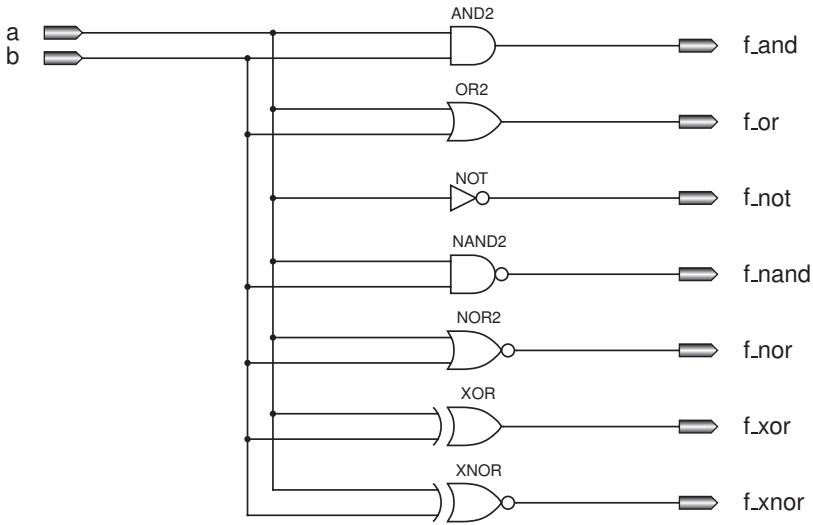 AND2
a
b
f_and
OR2
f_or
NOT
f_not
NAND2
f_nand
NOR2
f_nor
XOR
f_xor
XNOR
f_xnor